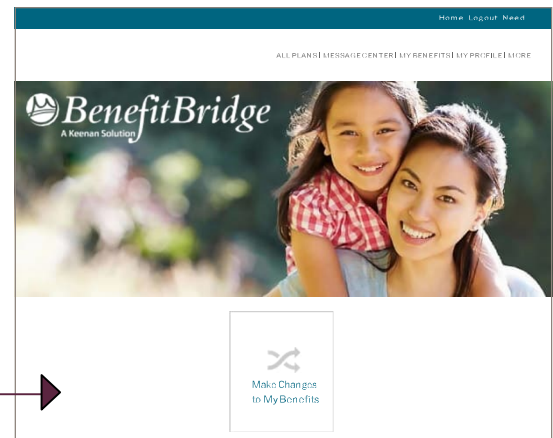 Home Logout Need
ALL PLANS| MESSAGE CENTER| MY BENEFITS| MY PROFILE| MORE
BenefitBridge
A Keenan Solution
Make Changes
to My Benefits